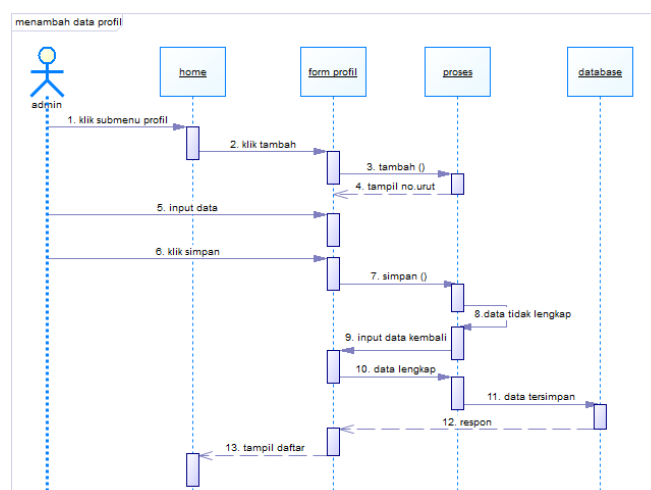 menambah data profil
home
form profil
proses
database
admin
1. klik submenu profil
2. klik tambah
3. tambah ()
4. tampil no.urut
5. input data
6. klik simpan
7. simpan ()
8.data tidak lengkap
9. input data kembali
10. data lengkap
11. data tersimpan
12. respon
13. tampil daftar